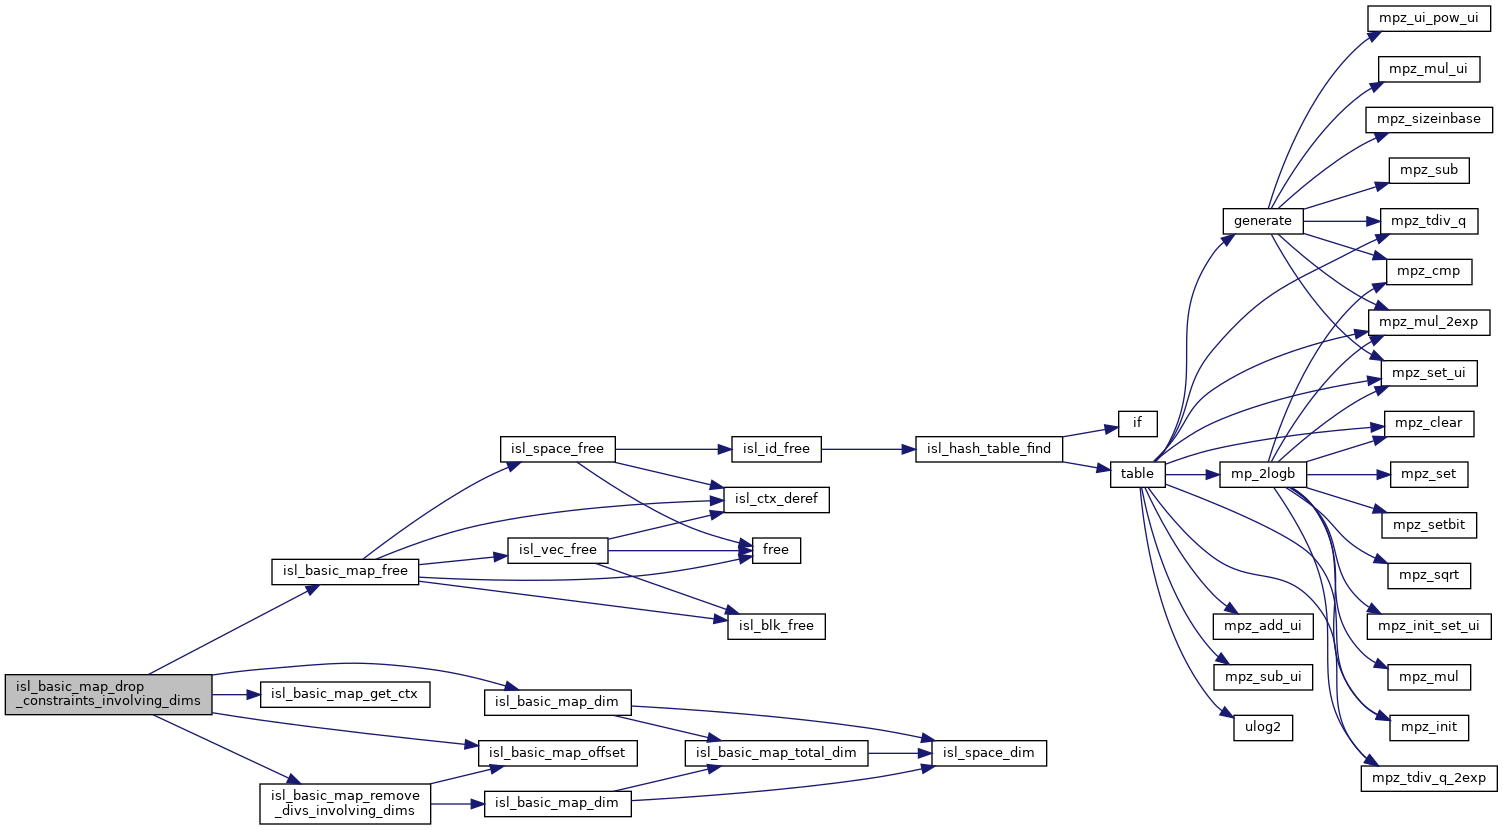 mpz_ui_pow_ui
mpz_mul_ui
mpz_sizeinbase
mpz_sub
generate
mpz_tdiv_q
mpz_cmp
mpz_mul_2exp
mpz_set_ui
if
mpz_clear
isl_space_free
isl_id_free
isl_hash_table_find
table
mp_2logb
mpz_set
isl_ctx_deref
mpz_setbit
isl_vec_free
free
isl_basic_map_free
mpz_sqrt
isl_blk_free
mpz_add_ui
mpz_init_set_ui
mpz_sub_ui
mpz_mul
isl_basic_map_drop
_constraints_involving_dims
isl_basic_map_get_ctx
isl_basic_map_dim
ulog2
mpz_init
isl_basic_map_offset
isl_basic_map_total_dim
isl_space_dim
mpz_tdiv_q_2exp
isl_basic_map_remove
_divs_involving_dims
isl_basic_map_dim